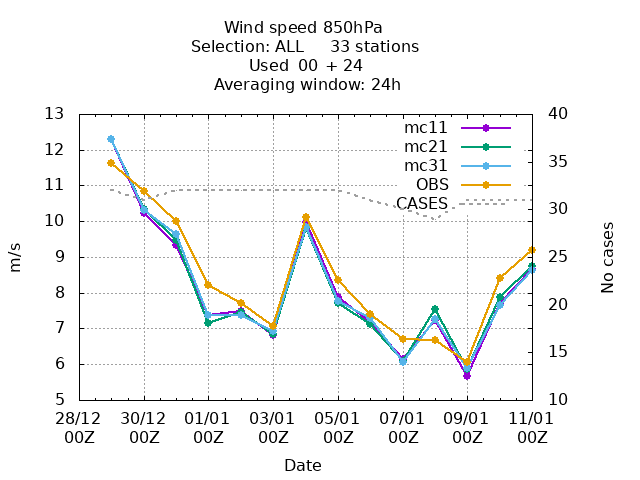 Wind speed 850hPa
Selection: ALL     33 stations
Used  00 + 24
Averaging window: 24h
13
12
11
10
9
8
7
6
5
m/s
40
35
30
25
20
15
10
No cases
mc11
mc21
mc31
OBS
CASES
28/12 00Z
30/12 00Z
01/01 00Z
03/01 00Z
05/01 00Z
07/01 00Z
09/01 00Z
11/01 00Z
Date